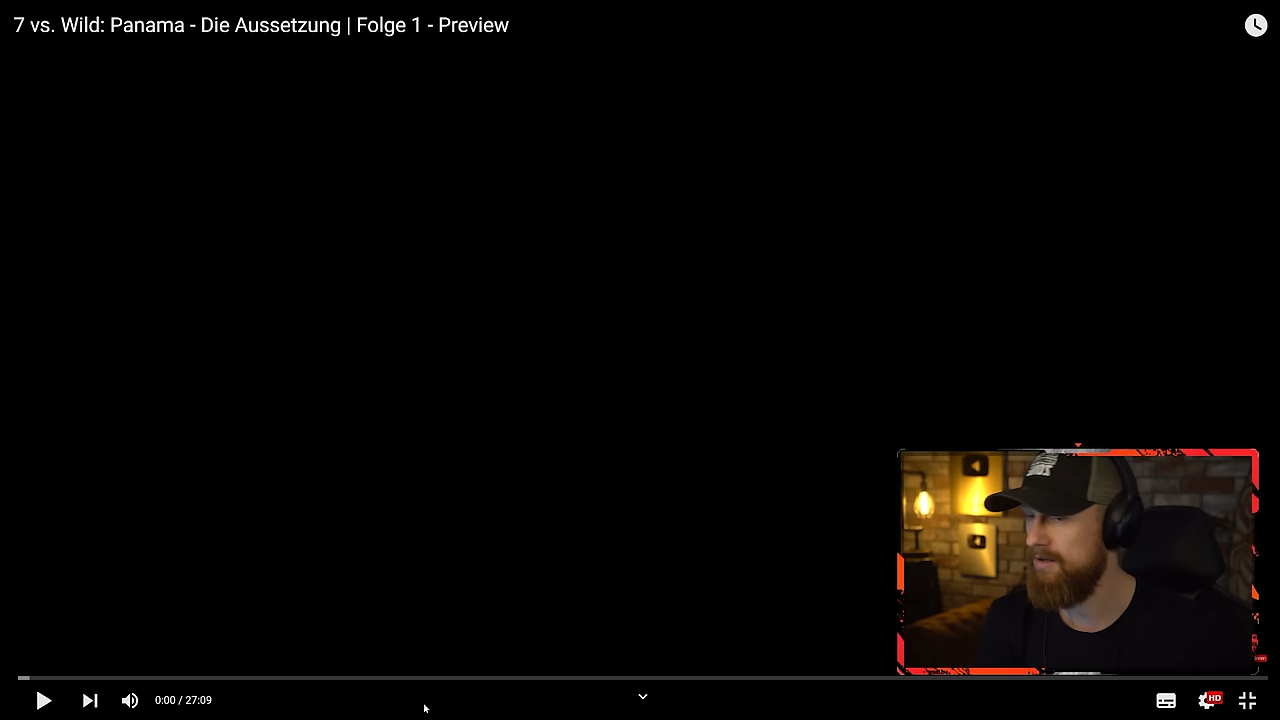 7 vs. Wild: Panama - Die Aussetzung | Folge 1 - Preview
0:00 / 27:09
HD